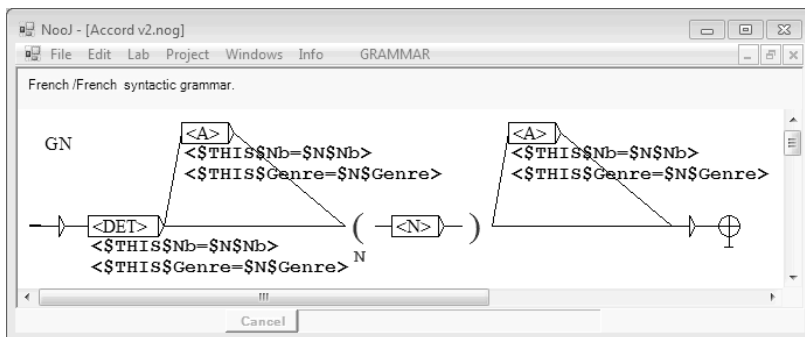 NooJ - [Accord v2.nog]
File Edit Lab Project Windows Info GRAMMAR
French /French syntactic grammar.
GN
<A>
<$THIS$Nb=$N$Nb>
<$THIS$Genre=$N$Genre>
<A>
<$THIS$Nb=$N$Nb>
<$THIS$Genre=$N$Genre>
<DET>
<$THIS$Nb=$N$Nb>
<$THIS$Genre=$N$Genre>
( <N> )
N
Cancel